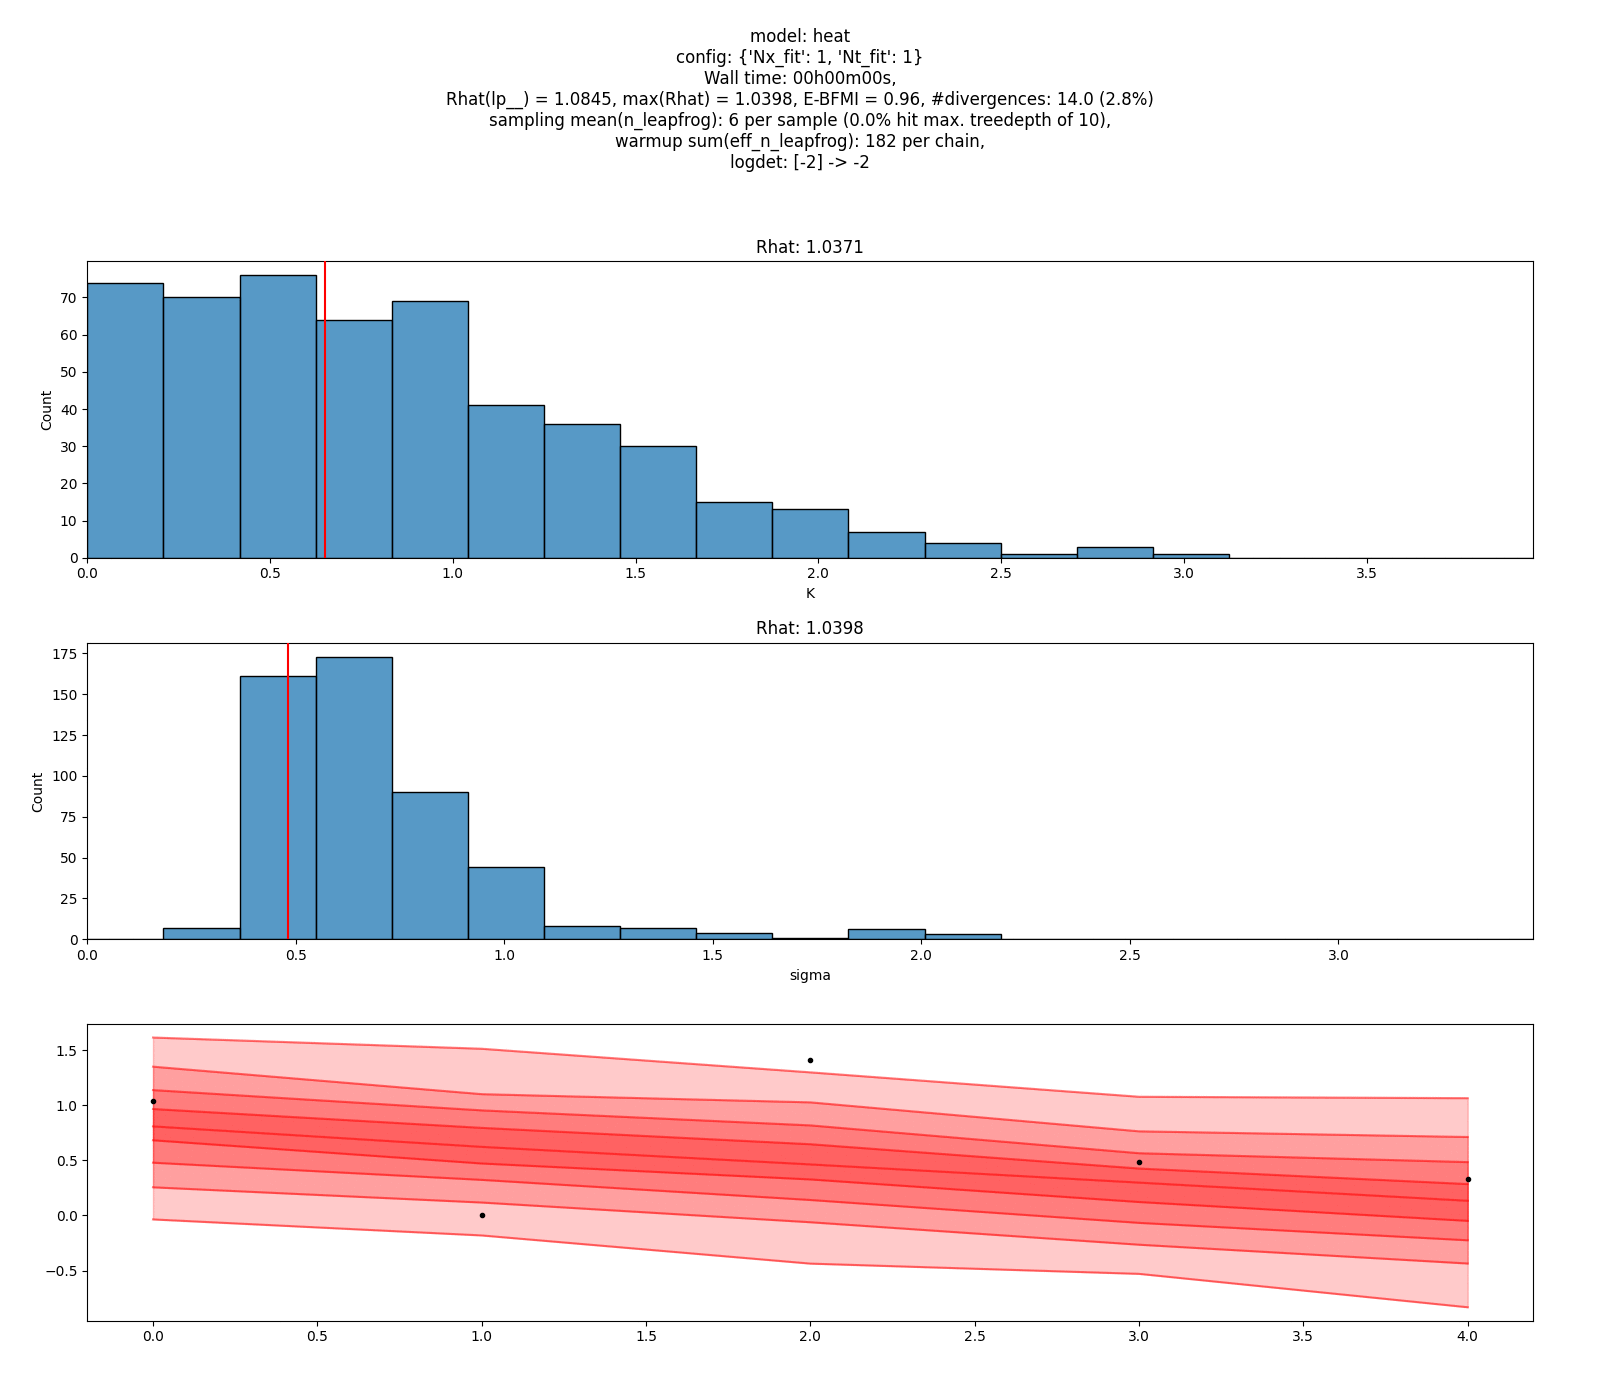 model: heat
config: {'Nx_fit': 1, 'Nt_fit': 1}
Wall time: 00h00m00s,
Rhat(lp__) = 1.0845, max(Rhat) = 1.0398, E-BFMI = 0.96, #divergences: 14.0 (2.8%)
sampling mean(n_leapfrog): 6 per sample (0.0% hit max. treedepth of 10),
warmup sum(eff_n_leapfrog): 182 per chain,
logdet: [-2] -> -2
Rhat: 1.0371
70
60
50
40
30
20
10
0
Count
0.0 0.5 1.0 1.5 2.0 2.5 3.0 3.5
K
Rhat: 1.0398
175
150
125
100
75
50
25
0
Count
0.0 0.5 1.0 1.5 2.0 2.5 3.0
sigma
1.5
1.0
0.5
0.0
−0.5
0.0 0.5 1.0 1.5 2.0 2.5 3.0 3.5 4.0